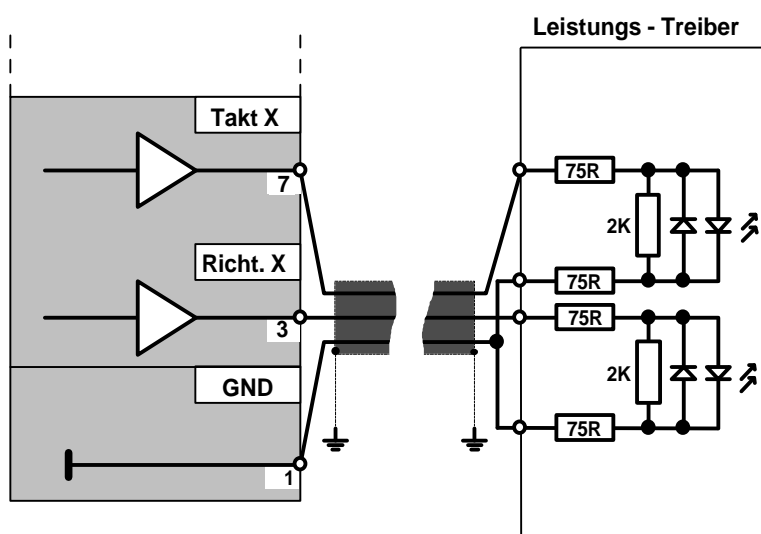 Leistungs - Treiber
Takt X
7
75R
2K
Richt. X
75R
3
75R
GND
2K
75R
1